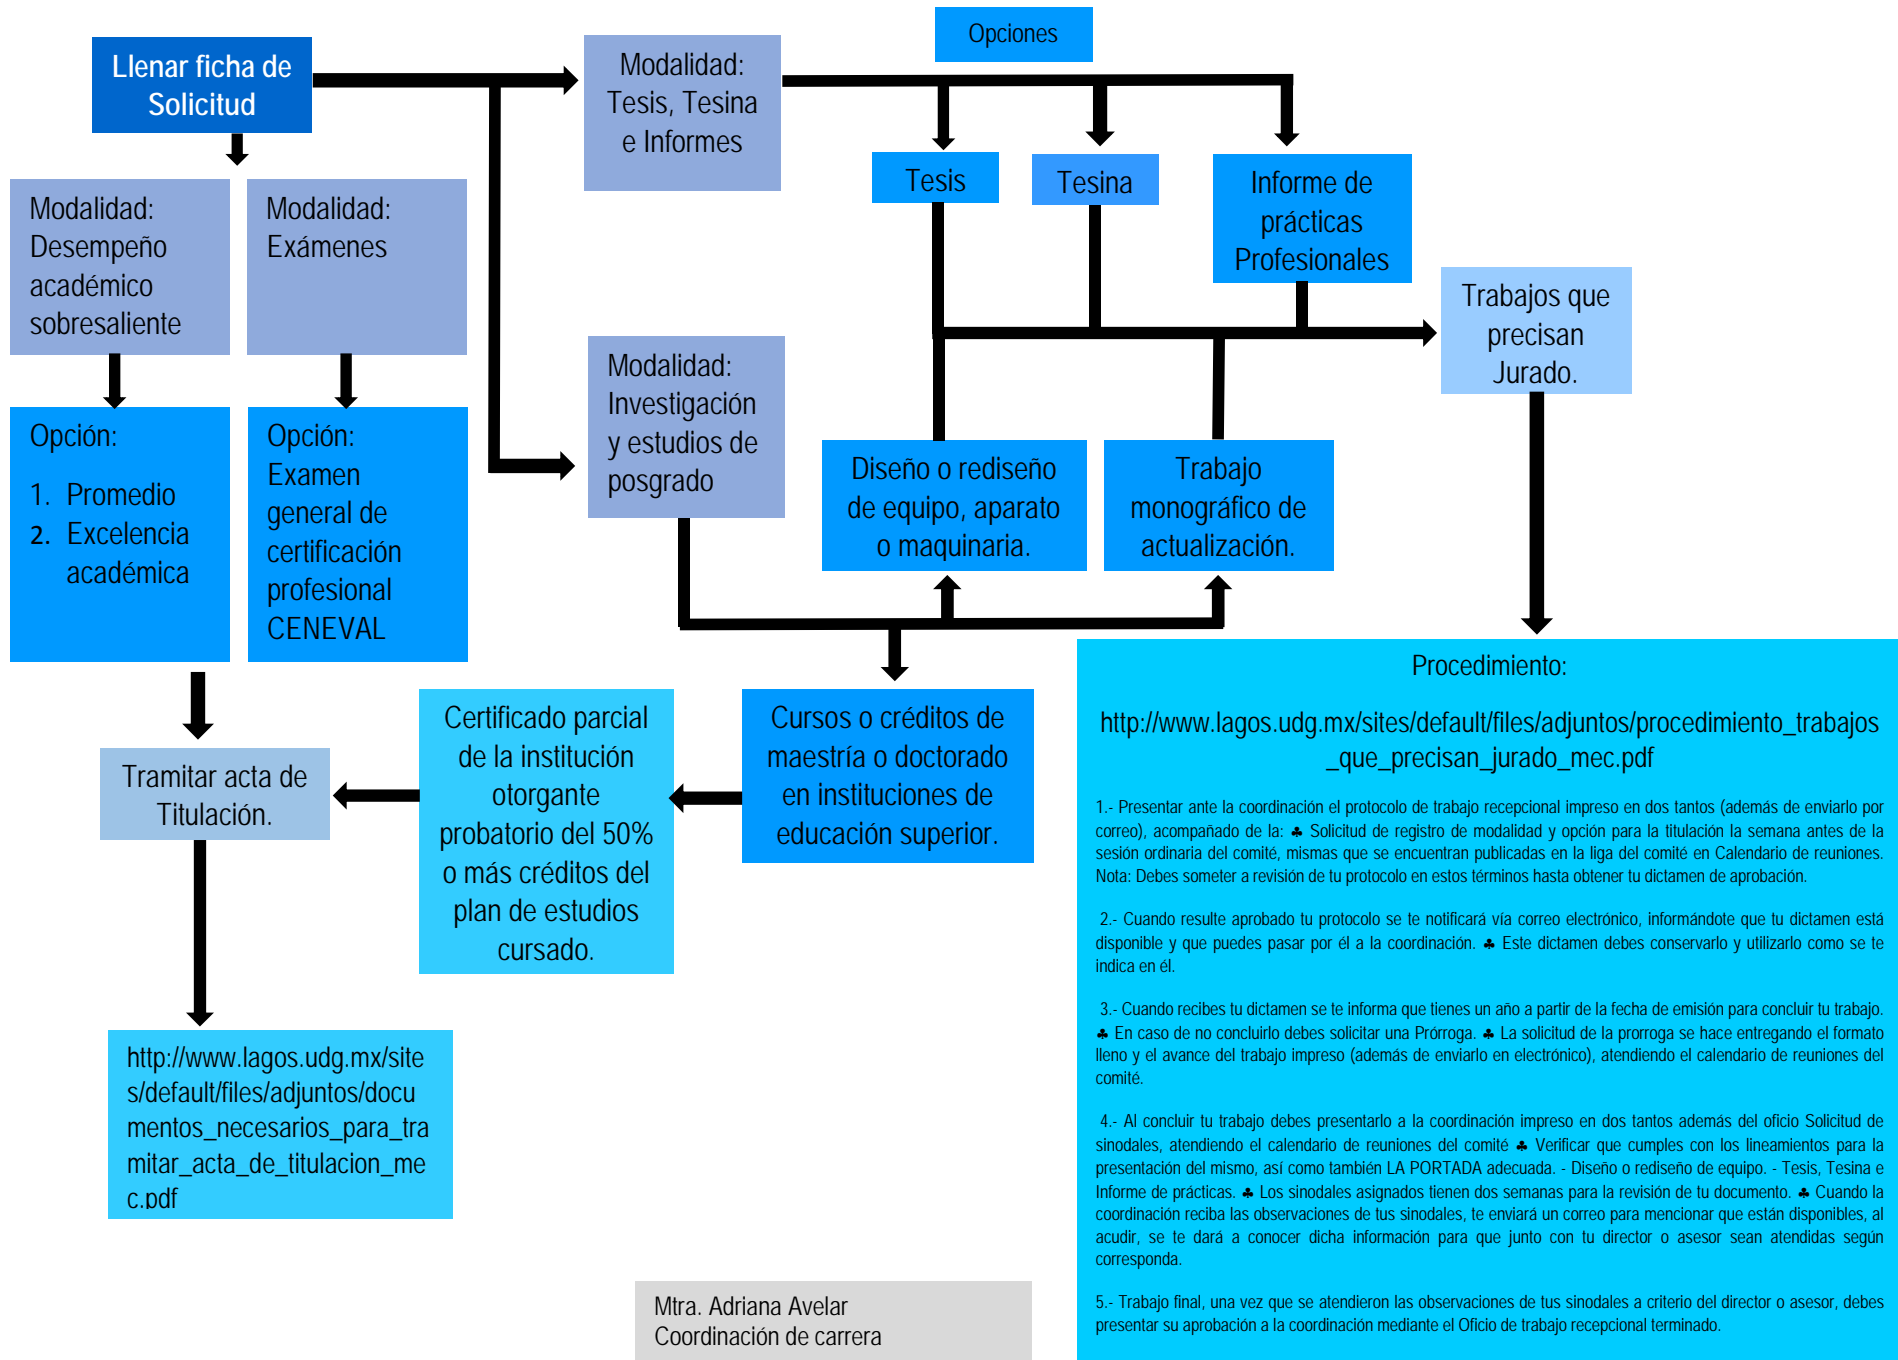 Opciones
Llenar ficha de
Solicitud
Modalidad:
Tesis, Tesina
e Informes
Tesis
Tesina
Informe de
prácticas
Profesionales
Modalidad:
Desempeño
académico
sobresaliente
Modalidad:
Exámenes
Trabajos que
precisan
Jurado.
Modalidad:
Investigación
y estudios de
posgrado
Opción:
1. Promedio
2. Excelencia
académica
Opción:
Examen
general de
certificación
profesional
CENEVAL
Diseño o rediseño
de equipo, aparato
o maquinaria.
Trabajo
monográfico de
actualización.
Tramitar acta de
Titulación.
Certificado parcial
de la institución
otorgante
probatorio del 50%
o más créditos del
plan de estudios
cursado.
Cursos o créditos de
maestría o doctorado
en instituciones de
educación superior.
http://www.lagos.udg.mx/site
s/default/files/adjuntos/docu
mentos_necesarios_para_tra
mitar_acta_de_titulacion_me
c.pdf
Procedimiento:
http://www.lagos.udg.mx/sites/default/files/adjuntos/procedimiento_trabajos
_que_precisan_jurado_mec.pdf
1.- Presentar ante la coordinación el protocolo de trabajo recepcional impreso en dos tantos (además de enviarlo por
correo), acompañado de la: ♣ Solicitud de registro de modalidad y opción para la titulación la semana antes de la
sesión ordinaria del comité, mismas que se encuentran publicadas en la liga del comité en Calendario de reuniones.
Nota: Debes someter a revisión de tu protocolo en estos términos hasta obtener tu dictamen de aprobación.
2.- Cuando resulte aprobado tu protocolo se te notificará vía correo electrónico, informándote que tu dictamen está
disponible y que puedes pasar por él a la coordinación. ♣ Este dictamen debes conservarlo y utilizarlo como se te
indica en él.
3.- Cuando recibes tu dictamen se te informa que tienes un año a partir de la fecha de emisión para concluir tu trabajo.
♣ En caso de no concluirlo debes solicitar una Prórroga. ♣ La solicitud de la prorroga se hace entregando el formato
lleno y el avance del trabajo impreso (además de enviarlo en electrónico), atendiendo el calendario de reuniones del
comité.
4.- Al concluir tu trabajo debes presentarlo a la coordinación impreso en dos tantos además del oficio Solicitud de
sinodales, atendiendo el calendario de reuniones del comité ♣ Verificar que cumples con los lineamientos para la
presentación del mismo, así como también LA PORTADA adecuada. - Diseño o rediseño de equipo. - Tesis, Tesina e
Informe de prácticas. ♣ Los sinodales asignados tienen dos semanas para la revisión de tu documento. ♣ Cuando la
coordinación reciba las observaciones de tus sinodales, te enviará un correo para mencionar que están disponibles, al
acudir, se te dará a conocer dicha información para que junto con tu director o asesor sean atendidas según
corresponda.
5.- Trabajo final, una vez que se atendieron las observaciones de tus sinodales a criterio del director o asesor, debes
presentar su aprobación a la coordinación mediante el Oficio de trabajo recepcional terminado.
Mtra. Adriana Avelar
Coordinación de carrera